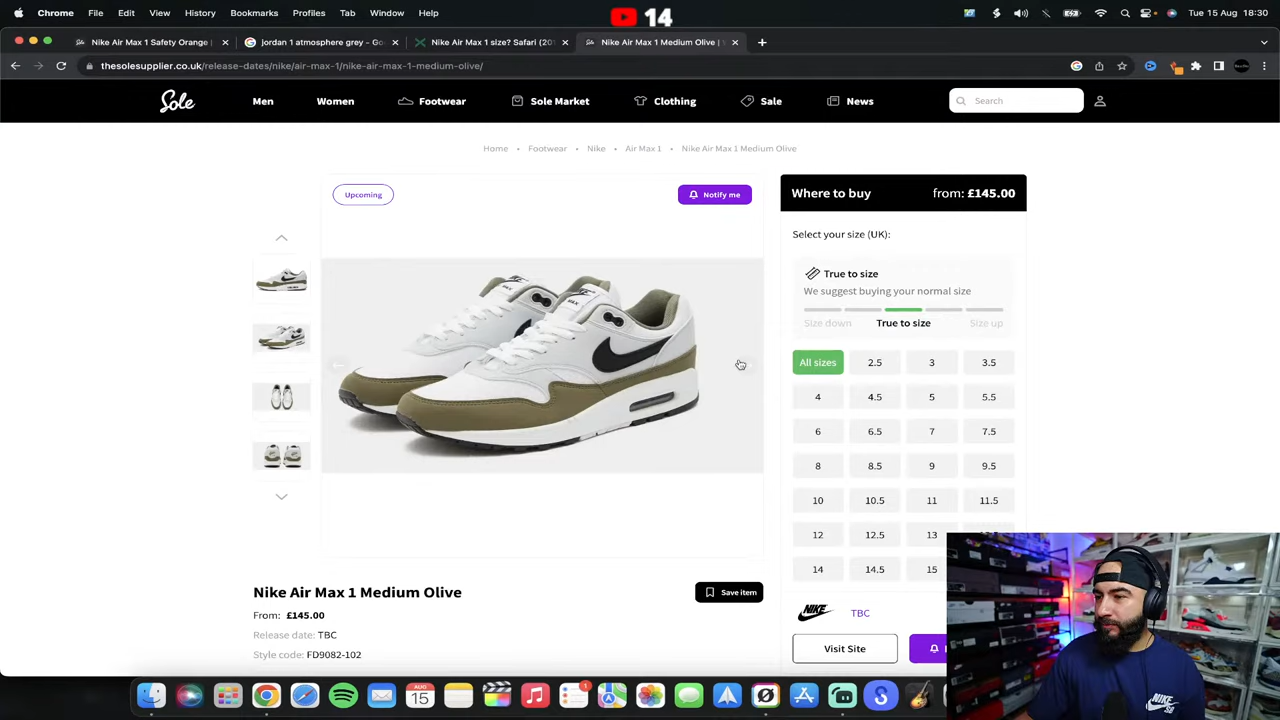 Chrome File Edit View History Bookmarks Profiles Tab Window Help
14
Tue 15 Aug 18:30
Nike Air Max 1 Safety Orange |
jordan 1 atmosphere grey - Go
Nike Air Max 1 size? Safari (201
Nike Air Max 1 Medium Olive |
thesolesupplier.co.uk/release-dates/nike/air-max-1/nike-air-max-1-medium-olive/
Sole Men Women Footwear Sole Market Clothing Sale News Search
Home • Footwear • Nike • Air Max 1 • Nike Air Max 1 Medium Olive
Upcoming
Notify me
Where to buy from: £145.00
Select your size (UK):
True to size
We suggest buying your normal size
Size down True to size Size up
All sizes 2.5 3 3.5
4 4.5 5 5.5
6 6.5 7 7.5
8 8.5 9 9.5
10 10.5 11 11.5
12 12.5 13
14 14.5 15
NIKE TBC
Visit Site
Nike Air Max 1 Medium Olive
Save item
From: £145.00
Release date: TBC
Style code: FD9082-102
AUG
15
1
NIKE